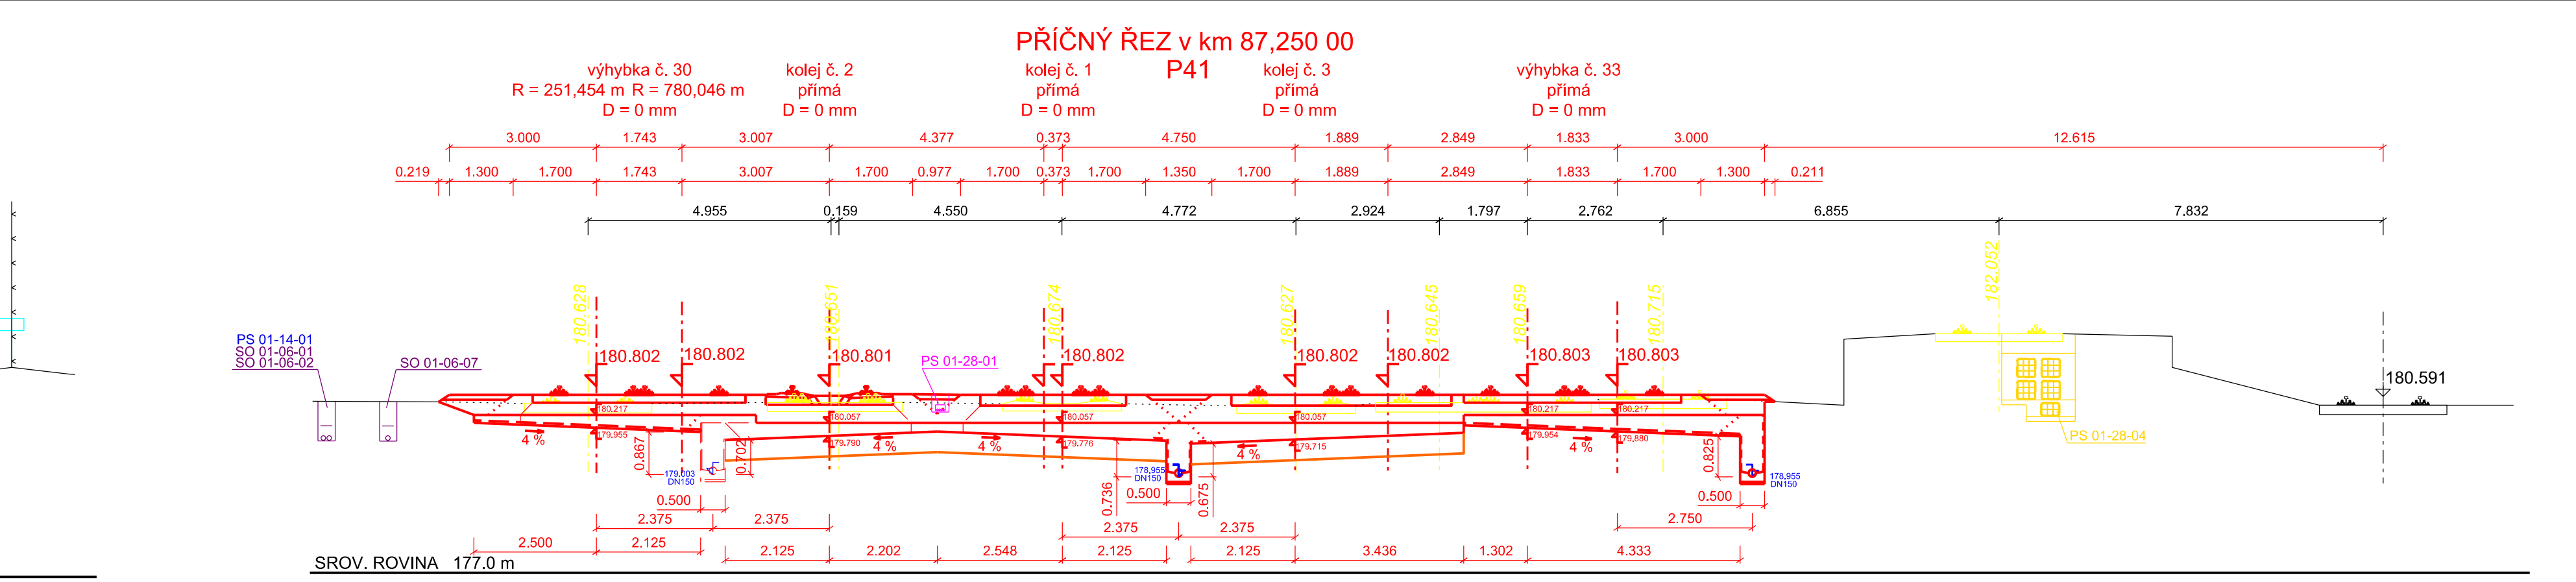 PŘÍČNÝ ŘEZ v km 87,250 00
P41
výhybka č. 30
R = 251,454 m R = 780,046 m
D = 0 mm
kolej č. 2
přímá
D = 0 mm
kolej č. 1
přímá
D = 0 mm
kolej č. 3
přímá
D = 0 mm
výhybka č. 33
přímá
D = 0 mm
3.000 1.743 3.007 4.377 0.373 4.750 1.889 2.849 1.833 3.000 12.615
0.219 1.300 1.700 1.743 3.007 1.700 0.977 1.700 0.373 1.700 1.350 1.700 1.889 2.849 1.833 1.700 1.300 0.211
4.955 0.159 4.550 4.772 2.924 1.797 2.762 6.855 7.832
180.628 180.651 180.674 180.627 180.645 180.659 180.715 182.052
PS 01-14-01
SO 01-06-01
SO 01-06-02
SO 01-06-07
180.802 180.802 180.801 PS 01-28-01 180.802 180.802 180.802 180.803 180.803
180.591
180.217 180.057 180.057 180.057 180.217 180.217
179.955 179.790 179.776 179.715 179.954 179.880
4 % 4 % 4 % 4 % 4 %
PS 01-28-04
0.867 0.702 0.736 0.675 0.825
179.003
DN150
178.955
DN150
178.955
DN150
0.500 0.500 0.500
2.375 2.375 2.375 2.375 2.750
2.500 2.125 2.125 2.202 2.548 2.125 2.125 3.436 1.302 4.333
SROV. ROVINA 177.0 m